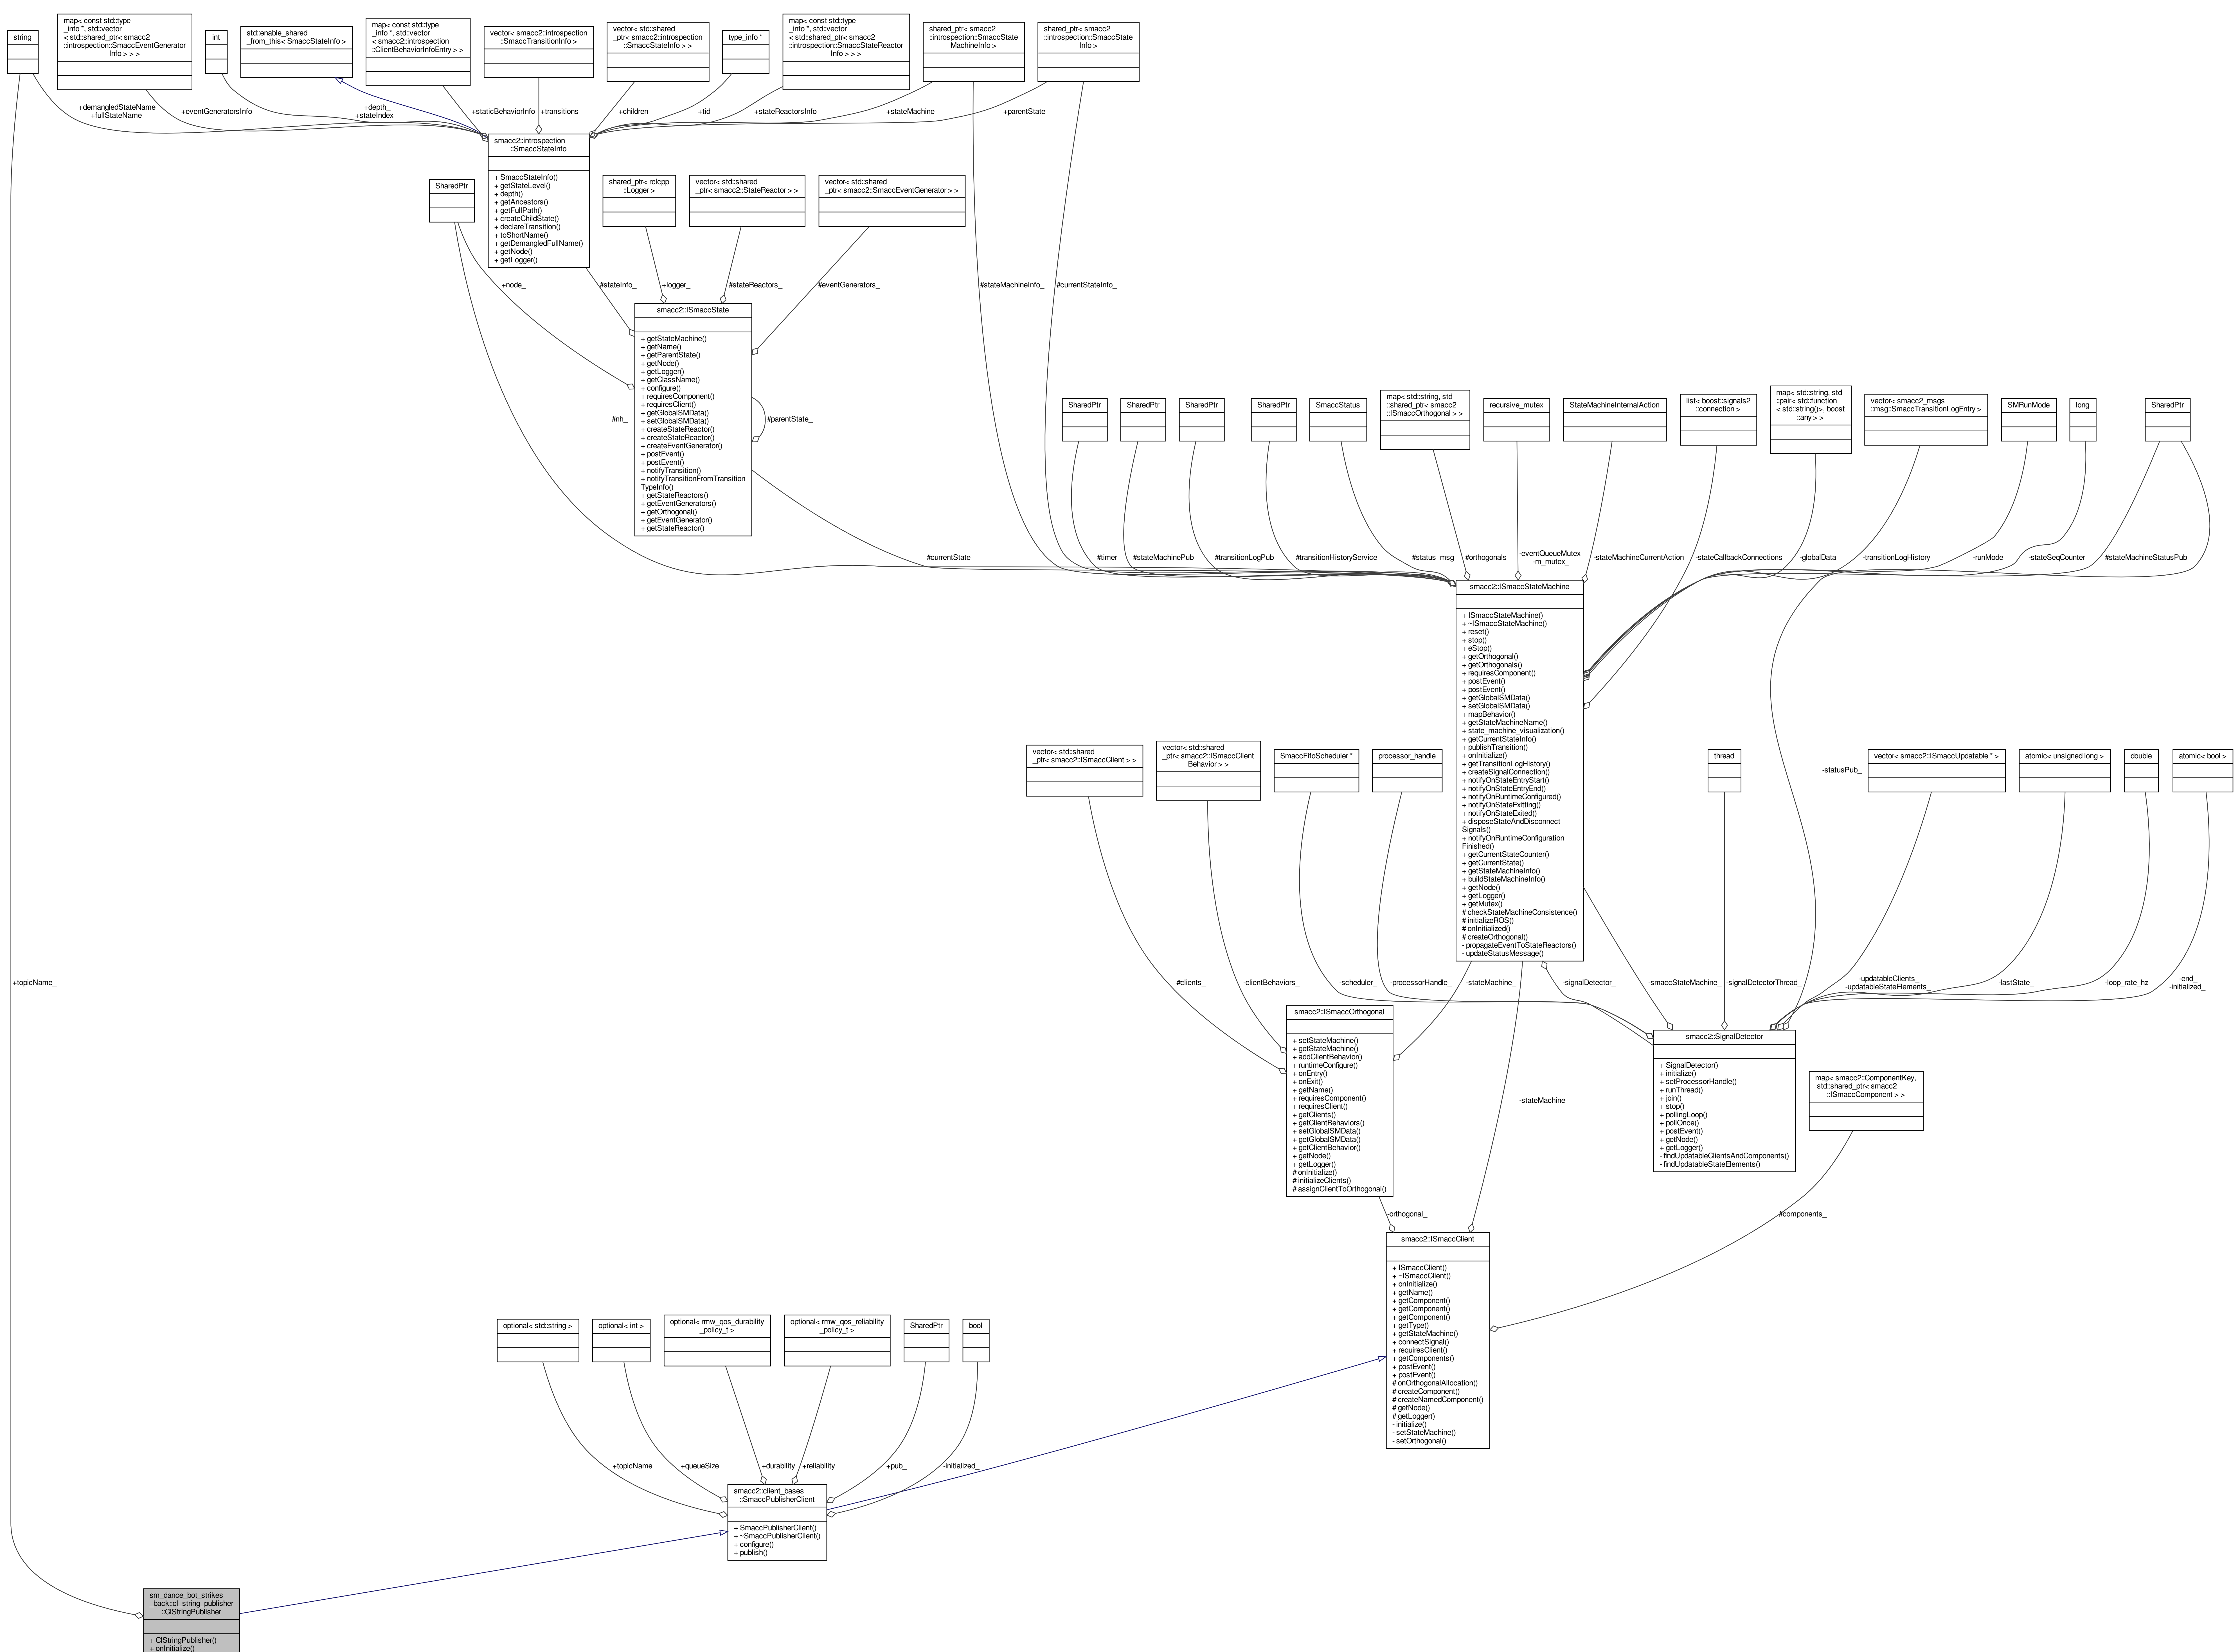 string
map< const std::type
_info *, std::vector
< std::shared_ptr< smacc2
::introspection::SmaccEventGenerator
Info > > >
int
std::enable_shared
_from_this< SmaccStateInfo >
map< const std::type
_info *, std::vector
< smacc2::introspection
::ClientBehaviorInfoEntry > >
vector< smacc2::introspection
::SmaccTransitionInfo >
vector< std::shared
_ptr< smacc2::introspection
::SmaccStateInfo > >
type_info *
map< const std::type
_info *, std::vector
< std::shared_ptr< smacc2
::introspection::SmaccStateReactor
Info > > >
shared_ptr< smacc2
::introspection::SmaccState
MachineInfo >
shared_ptr< smacc2
::introspection::SmaccState
Info >
+demangledStateName
+fullStateName
+eventGeneratorsInfo
+depth_
+stateIndex_
+staticBehaviorInfo
+transitions_
+children_
+tid_
+stateReactorsInfo
+stateMachine_
+parentState_
smacc2::introspection
::SmaccStateInfo
+ SmaccStateInfo()
+ getStateLevel()
+ depth()
+ getAncestors()
+ getFullPath()
+ createChildState()
+ declareTransition()
+ toShortName()
+ getDemangledFullName()
+ getNode()
+ getLogger()
SharedPtr
shared_ptr< rclcpp
::Logger >
vector< std::shared
_ptr< smacc2::StateReactor > >
vector< std::shared
_ptr< smacc2::SmaccEventGenerator > >
+node_
#stateInfo_
+logger_
#stateReactors_
#eventGenerators_
#stateMachineInfo_
#currentStateInfo_
smacc2::ISmaccState
+ getStateMachine()
+ getName()
+ getParentState()
+ getNode()
+ getLogger()
+ getClassName()
+ configure()
+ requiresComponent()
+ requiresClient()
+ getGlobalSMData()
+ setGlobalSMData()
+ createStateReactor()
+ createStateReactor()
+ createEventGenerator()
+ postEvent()
+ postEvent()
+ notifyTransition()
+ notifyTransitionFromTransition
TypeInfo()
+ getStateReactors()
+ getEventGenerators()
+ getOrthogonal()
+ getEventGenerator()
+ getStateReactor()
#nh_
#parentState_
SharedPtr
SharedPtr
SharedPtr
SharedPtr
SmaccStatus
map< std::string, std
::shared_ptr< smacc2
::ISmaccOrthogonal > >
recursive_mutex
StateMachineInternalAction
list< boost::signals2
::connection >
map< std::string, std
::pair< std::function
< std::string()>, boost
::any > >
vector< smacc2_msgs
::msg::SmaccTransitionLogEntry >
SMRunMode
long
SharedPtr
#currentState_
#timer_
#stateMachinePub_
#transitionLogPub_
#transitionHistoryService_
#status_msg_
#orthogonals_
-eventQueueMutex_
-m_mutex_
-stateMachineCurrentAction
-stateCallbackConnections
-globalData_
-transitionLogHistory_
-runMode_
-stateSeqCounter_
#stateMachineStatusPub_
smacc2::ISmaccStateMachine
+ ISmaccStateMachine()
+ ~ISmaccStateMachine()
+ reset()
+ stop()
+ eStop()
+ getOrthogonal()
+ getOrthogonals()
+ requiresComponent()
+ postEvent()
+ postEvent()
+ getGlobalSMData()
+ setGlobalSMData()
+ mapBehavior()
+ getStateMachineName()
+ state_machine_visualization()
+ getCurrentStateInfo()
+ publishTransition()
+ onInitialize()
+ getTransitionLogHistory()
+ createSignalConnection()
+ notifyOnStateEntryStart()
+ notifyOnStateEntryEnd()
+ notifyOnRuntimeConfigured()
+ notifyOnStateExitting()
+ notifyOnStateExited()
+ disposeStateAndDisconnect
Signals()
+ notifyOnRuntimeConfiguration
Finished()
+ getCurrentStateCounter()
+ getCurrentState()
+ getStateMachineInfo()
+ buildStateMachineInfo()
+ getNode()
+ getLogger()
+ getMutex()
# checkStateMachineConsistence()
# initializeROS()
# onInitialized()
# createOrthogonal()
- propagateEventToStateReactors()
- updateStatusMessage()
vector< std::shared
_ptr< smacc2::ISmaccClient > >
vector< std::shared
_ptr< smacc2::ISmaccClient
Behavior > >
SmaccFifoScheduler *
processor_handle
thread
-statusPub_
vector< smacc2::ISmaccUpdatable * >
atomic< unsigned long >
double
atomic< bool >
+topicName_
#clients_
-clientBehaviors_
-scheduler_
-processorHandle_
-stateMachine_
-signalDetector_
-smaccStateMachine_
-signalDetectorThread_
-updatableClients_
-updatableStateElements_
-lastState_
-loop_rate_hz
-end_
-initialized_
smacc2::ISmaccOrthogonal
+ setStateMachine()
+ getStateMachine()
+ addClientBehavior()
+ runtimeConfigure()
+ onEntry()
+ onExit()
+ getName()
+ requiresComponent()
+ requiresClient()
+ getClients()
+ getClientBehaviors()
+ setGlobalSMData()
+ getGlobalSMData()
+ getClientBehavior()
+ getNode()
+ getLogger()
# onInitialize()
# initializeClients()
# assignClientToOrthogonal()
smacc2::SignalDetector
+ SignalDetector()
+ initialize()
+ setProcessorHandle()
+ runThread()
+ join()
+ stop()
+ pollingLoop()
+ pollOnce()
+ postEvent()
+ getNode()
+ getLogger()
- findUpdatableClientsAndComponents()
- findUpdatableStateElements()
map< smacc2::ComponentKey,
std::shared_ptr< smacc2
::ISmaccComponent > >
-stateMachine_
-orthogonal_
#components_
smacc2::ISmaccClient
+ ISmaccClient()
+ ~ISmaccClient()
+ onInitialize()
+ getName()
+ getComponent()
+ getComponent()
+ getComponent()
+ getType()
+ getStateMachine()
+ connectSignal()
+ requiresClient()
+ getComponents()
+ postEvent()
+ postEvent()
# onOrthogonalAllocation()
# createComponent()
# createNamedComponent()
# getNode()
# getLogger()
- initialize()
- setStateMachine()
- setOrthogonal()
optional< std::string >
optional< int >
optional< rmw_qos_durability
_policy_t >
optional< rmw_qos_reliability
_policy_t >
SharedPtr
bool
+topicName
+queueSize
+durability
+reliability
+pub_
-initialized_
smacc2::client_bases
::SmaccPublisherClient
+ SmaccPublisherClient()
+ ~SmaccPublisherClient()
+ configure()
+ publish()
sm_dance_bot_strikes
_back::cl_string_publisher
::ClStringPublisher
+ ClStringPublisher()
+ onInitialize()